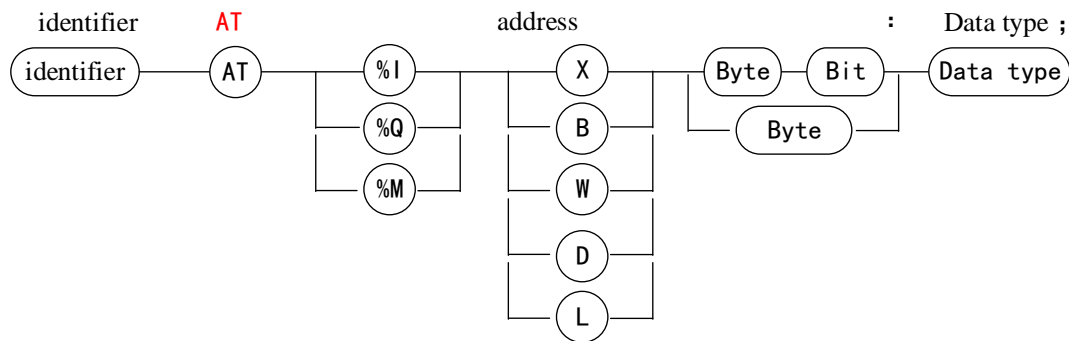 identifier AT address : Data type ;
identifier AT %I X Byte Bit Data type
%Q B Byte
%M W
D
L